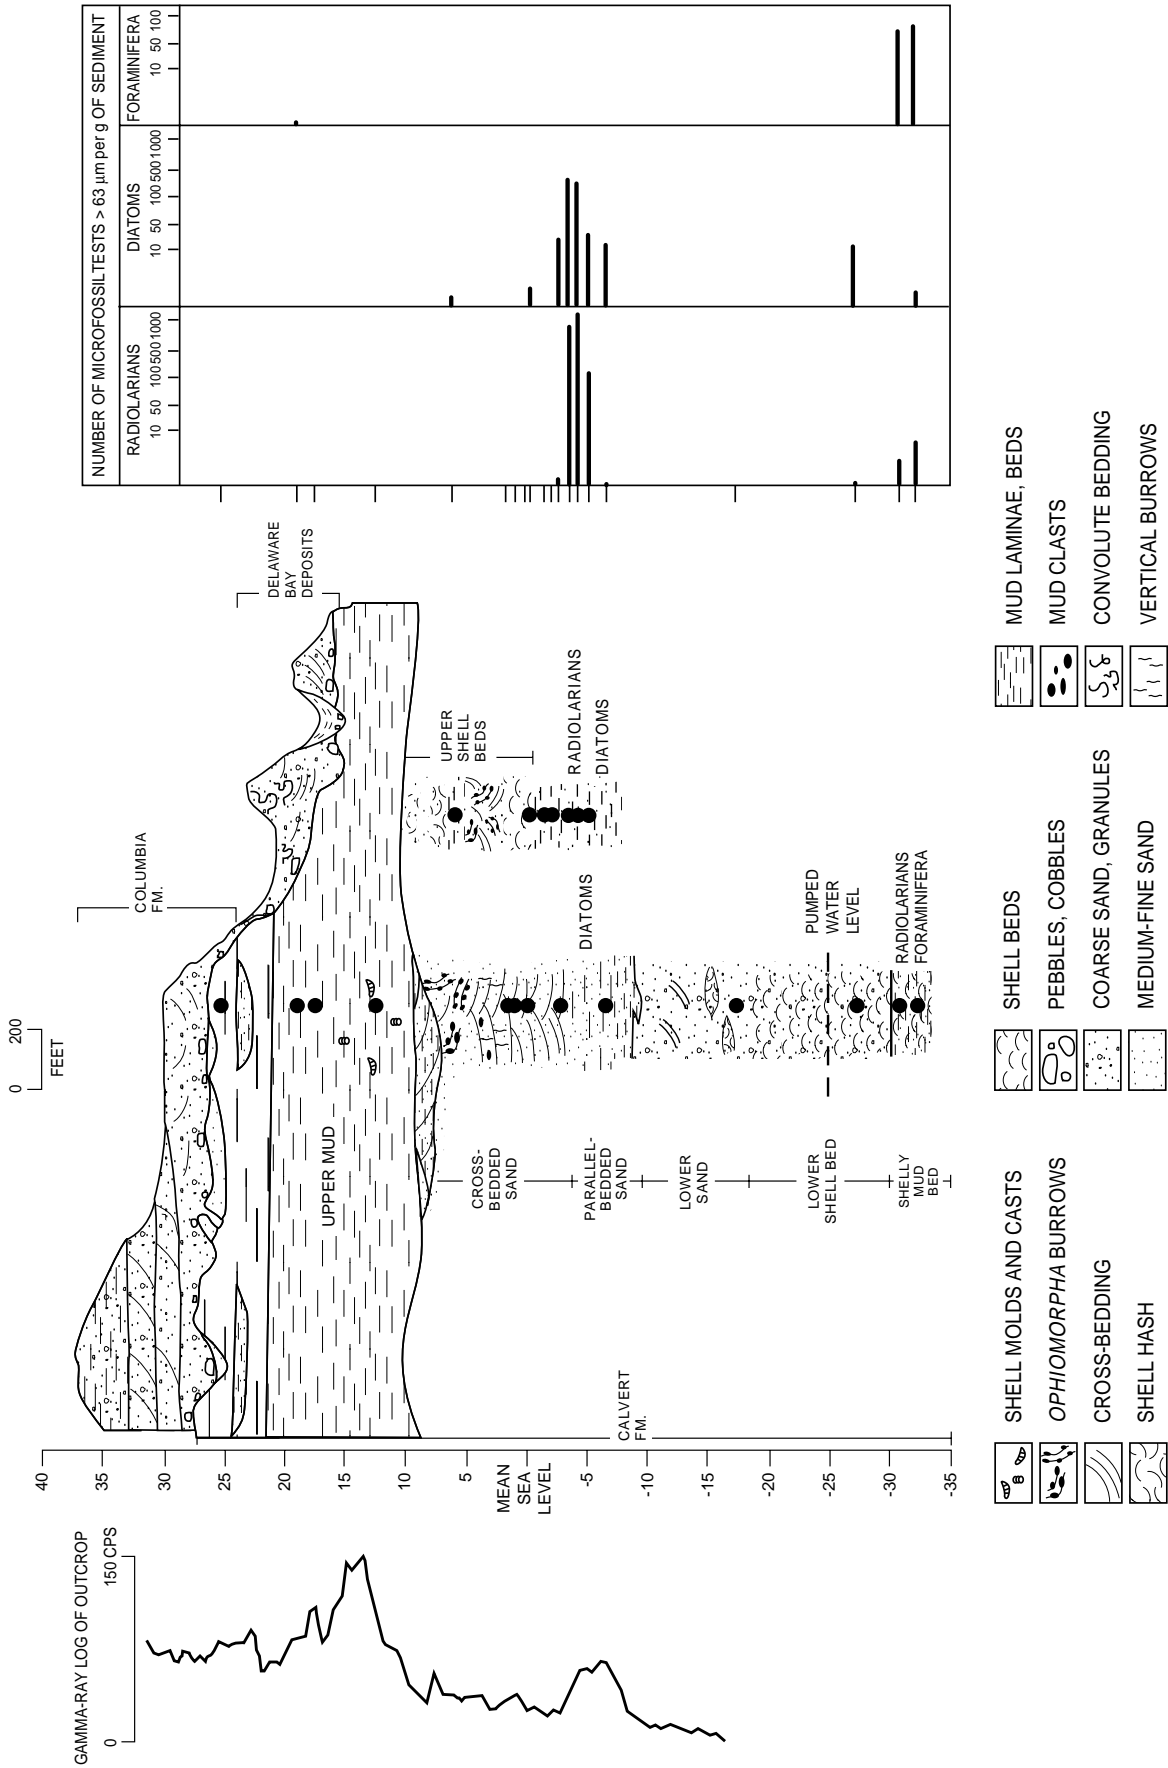 GAMMA-RAY LOG OF OUTCROP
0
150 CPS
40
35
30
25
20
15
10
5
MEAN
SEA
LEVEL
-5
-10
-15
-20
-25
-30
-35
0
200
FEET
COLUMBIA
FM.
DELAWARE
BAY
DEPOSITS
UPPER MUD
CALVERT
FM.
CROSS-
BEDDED
SAND
PARALLEL-
BEDDED
SAND
LOWER
SAND
LOWER
SHELL BED
SHELLY
MUD
BED
UPPER
SHELL
BEDS
RADIOLARIANS
DIATOMS
DIATOMS
PUMPED
WATER
LEVEL
RADIOLARIANS
FORAMINIFERA
NUMBER OF MICROFOSSILTESTS > 63 µm per g OF SEDIMENT
RADIOLARIANS
10
50
100
500
1000
DIATOMS
10
50
100
500
1000
FORAMINIFERA
10
50
100
SHELL MOLDS AND CASTS
OPHIOMORPHA BURROWS
CROSS-BEDDING
SHELL HASH
SHELL BEDS
PEBBLES, COBBLES
COARSE SAND, GRANULES
MEDIUM-FINE SAND
MUD LAMINAE, BEDS
MUD CLASTS
CONVOLUTE BEDDING
VERTICAL BURROWS